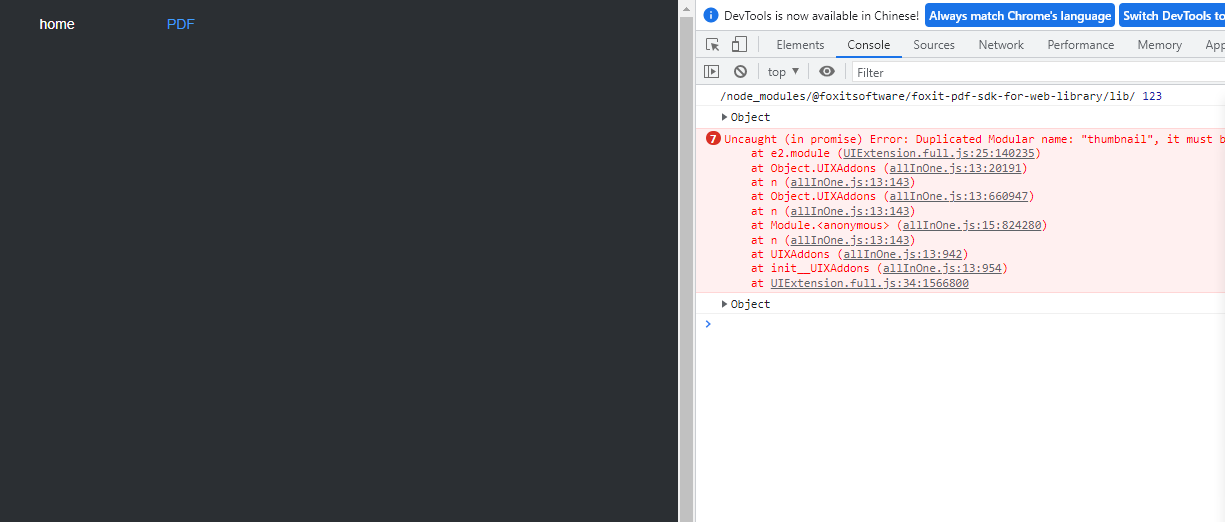 home PDF
DevTools is now available in Chinese! Always match Chrome's language Switch DevTools to
Elements Console Sources Network Performance Memory
top Filter
/node_modules/@foxitsoftware/foxit-pdf-sdk-for-web-library/lib/ 123
Object
7 Uncaught (in promise) Error: Duplicated Modular name: "thumbnail", it must
at e2.module (UIExtension.full.js:25:140235)
at Object.UIXAddons (allInOne.js:13:20191)
at n (allInOne.js:13:143)
at Object.UIXAddons (allInOne.js:13:660947)
at n (allInOne.js:13:143)
at Module.<anonymous> (allInOne.js:15:824280)
at n (allInOne.js:13:143)
at UIXAddons (allInOne.js:13:942)
at init__UIXAddons (allInOne.js:13:954)
at UIExtension.full.js:34:1566800
Object